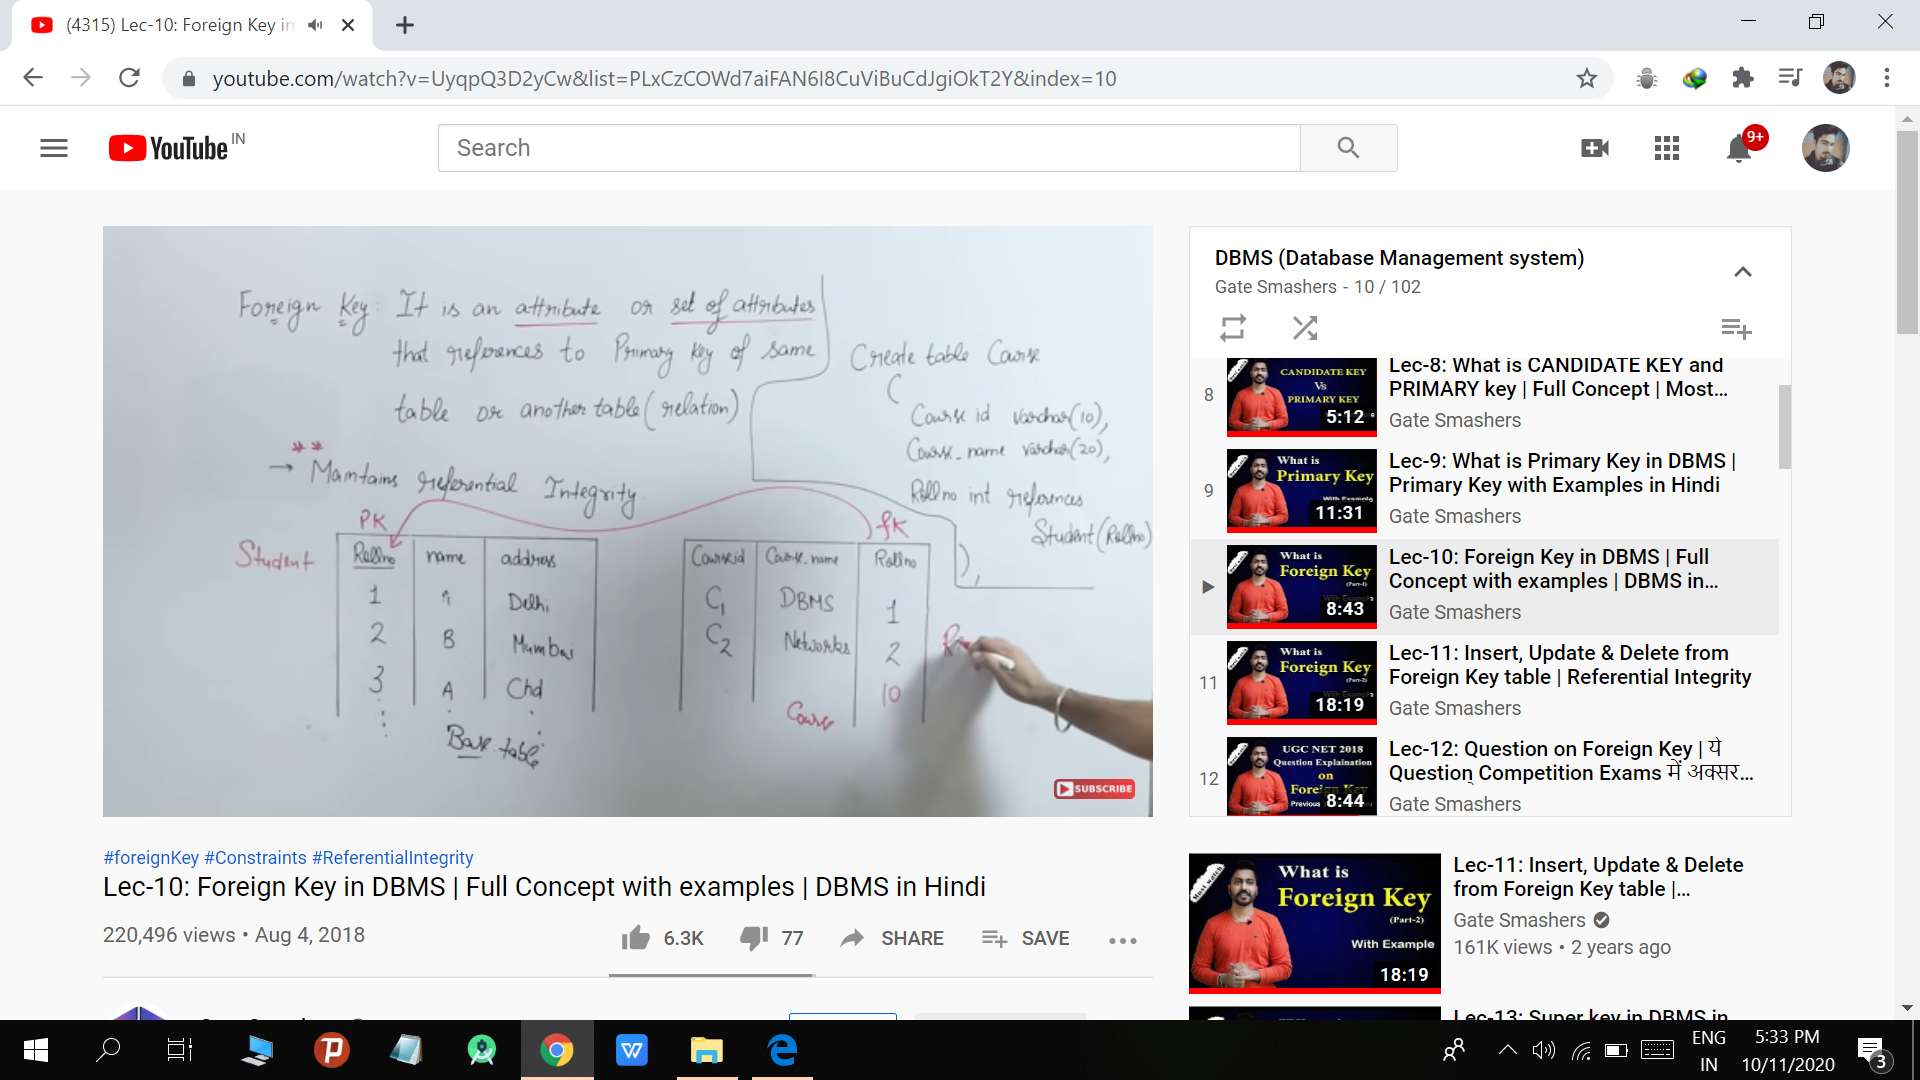 (4315) Lec-10: Foreign Key in
youtube.com/watch?v=UyqpQ3D2yCw&list=PLxCzCOWd7aiFAN6I8CuViBuCdJgiOkT2Y&index=10
YouTube IN
Search
9+
Foreign Key: It is an attribute or set of attributes
that references to Primary Key of same
table or another table (relation)
** → Maintains referential Integrity.
Create table Course
(
Course id varchar(10),
Course_name varchar(20),
Rollno int references
Student(Rollno)
);
PK
Student
Rollno name address
1 A Delhi
2 B Mumbai
3 A Chd
Base table
fK
Course id Course_name Rollno
C1 DBMS 1
C2 Networks 2
10
Course
SUBSCRIBE
#foreignKey #Constraints #ReferentialIntegrity
Lec-10: Foreign Key in DBMS | Full Concept with examples | DBMS in Hindi
220,496 views • Aug 4, 2018
6.3K 77 SHARE SAVE
DBMS (Database Management system)
Gate Smashers - 10 / 102
8
CANDIDATE KEY
Vs
PRIMARY KEY
5:12
Lec-8: What is CANDIDATE KEY and
PRIMARY key | Full Concept | Most...
Gate Smashers
9
What is
Primary Key
With Example
11:31
Lec-9: What is Primary Key in DBMS |
Primary Key with Examples in Hindi
Gate Smashers
What is
Foreign Key
(Part-1)
8:43
Lec-10: Foreign Key in DBMS | Full
Concept with examples | DBMS in...
Gate Smashers
11
What is
Foreign Key
(Part-2)
18:19
Lec-11: Insert, Update & Delete from
Foreign Key table | Referential Integrity
Gate Smashers
12
UGC NET 2018
Question Explaination
on
Foreign Key
Previous
8:44
Lec-12: Question on Foreign Key | ये
Question Competition Exams में अक्सर...
Gate Smashers
What is
Foreign Key
(Part-2)
With Example
18:19
Lec-11: Insert, Update & Delete
from Foreign Key table |...
Gate Smashers
161K views • 2 years ago
Lec-13: Super key in DBMS in
ENG
IN
5:33 PM
10/11/2020
3